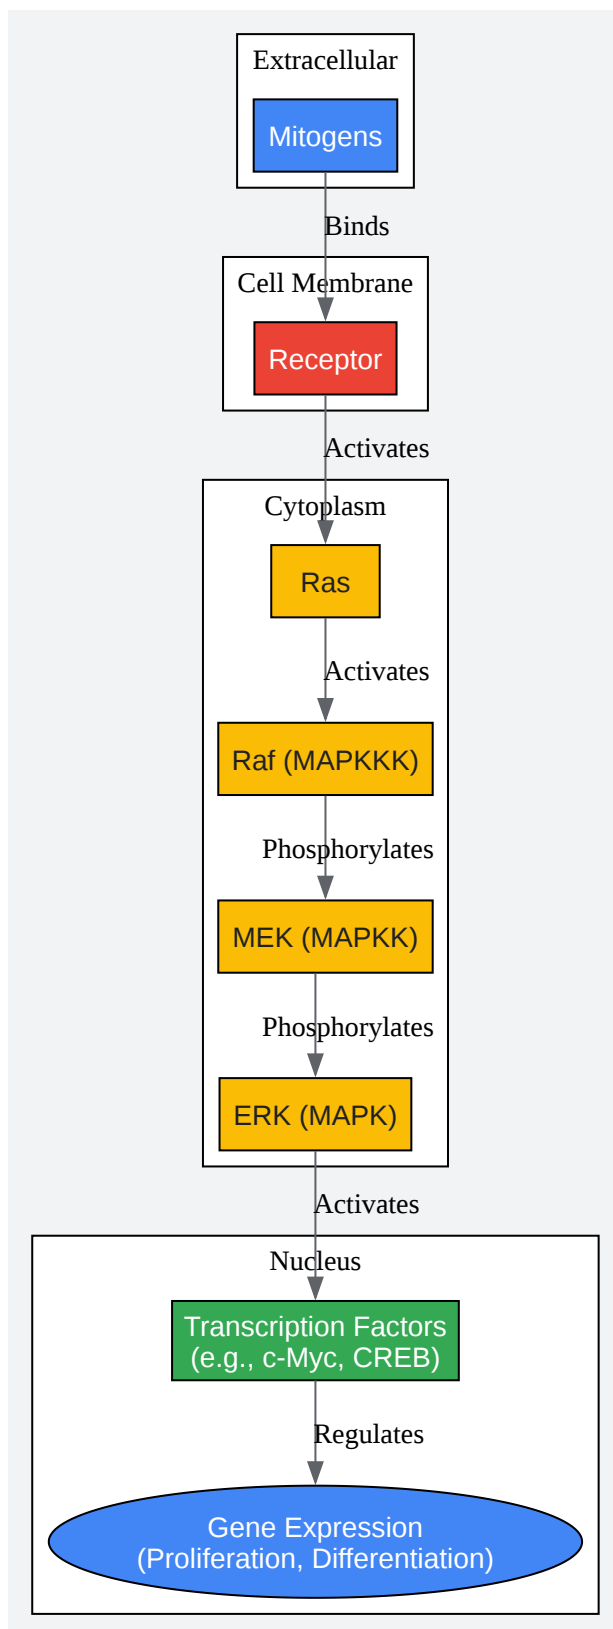 Extracellular
Mitogens
Binds
Cell Membrane
Receptor
Activates
Cytoplasm
Ras
Activates
Raf (MAPKKK)
Phosphorylates
MEK (MAPKK)
Phosphorylates
ERK (MAPK)
Activates
Nucleus
Transcription Factors
(e.g., c-Myc, CREB)
Regulates
Gene Expression
(Proliferation, Differentiation)